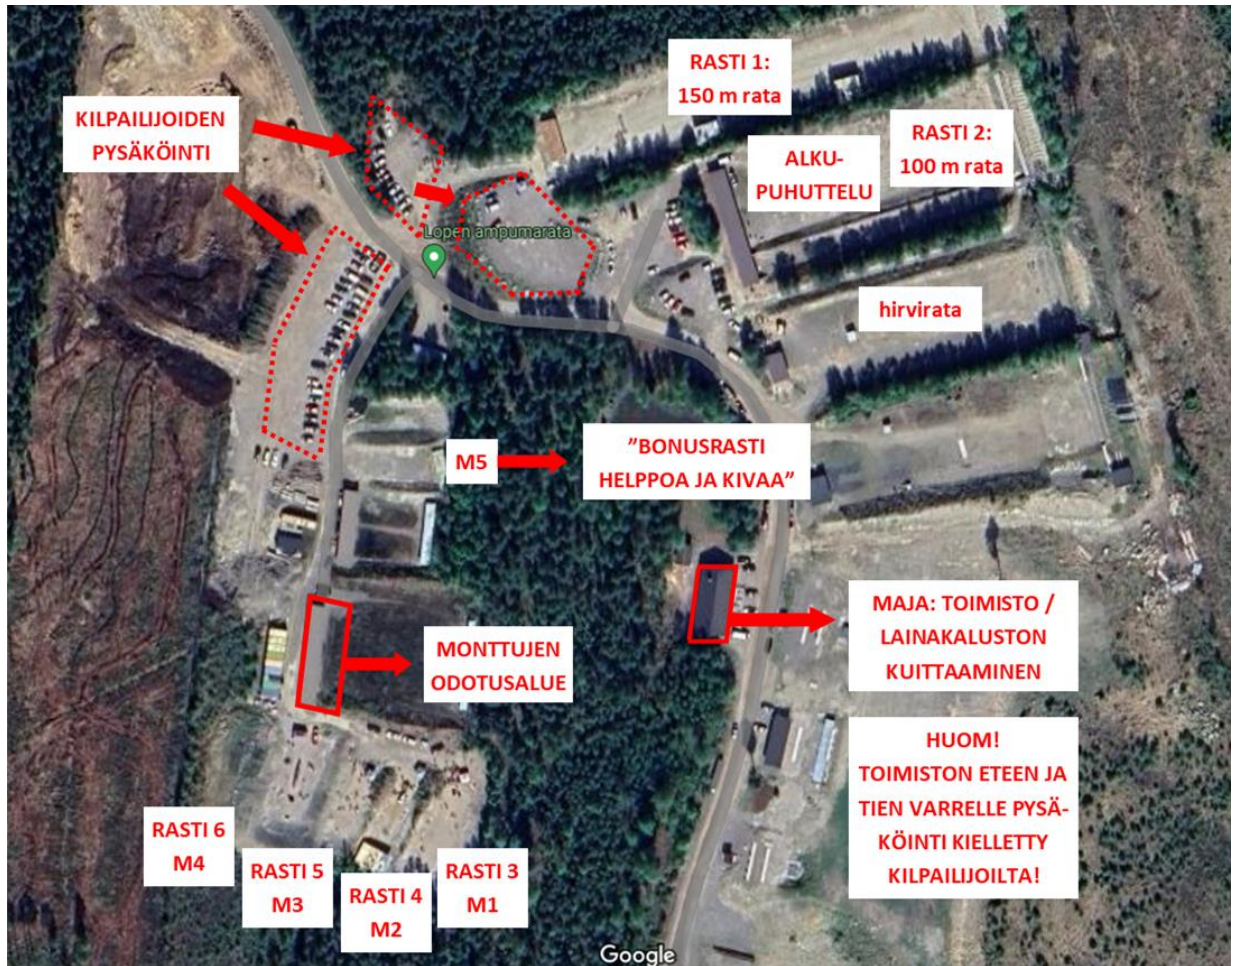 RASTI 1:
150 m rata
KILPAILIJOIDEN
PYSÄKÖINTI
RASTI 2:
100 m rata
ALKU-
PUHUTTELU
Lopen ampumarata
hirvirata
M5
”BONUSRASTI
HELPPOA JA KIVAA”
MAJA: TOIMISTO /
LAINAKALUSTON
KUITTAAMINEN
MONTTUJEN
ODOTUSALUE
HUOM!
TOIMISTON ETEEN JA
TIEN VARRELLE PYSÄ-
KÖINTI KIELLETTY
KILPAILIJOILTA!
RASTI 6
M4
RASTI 5
M3
RASTI 4
M2
RASTI 3
M1
Google